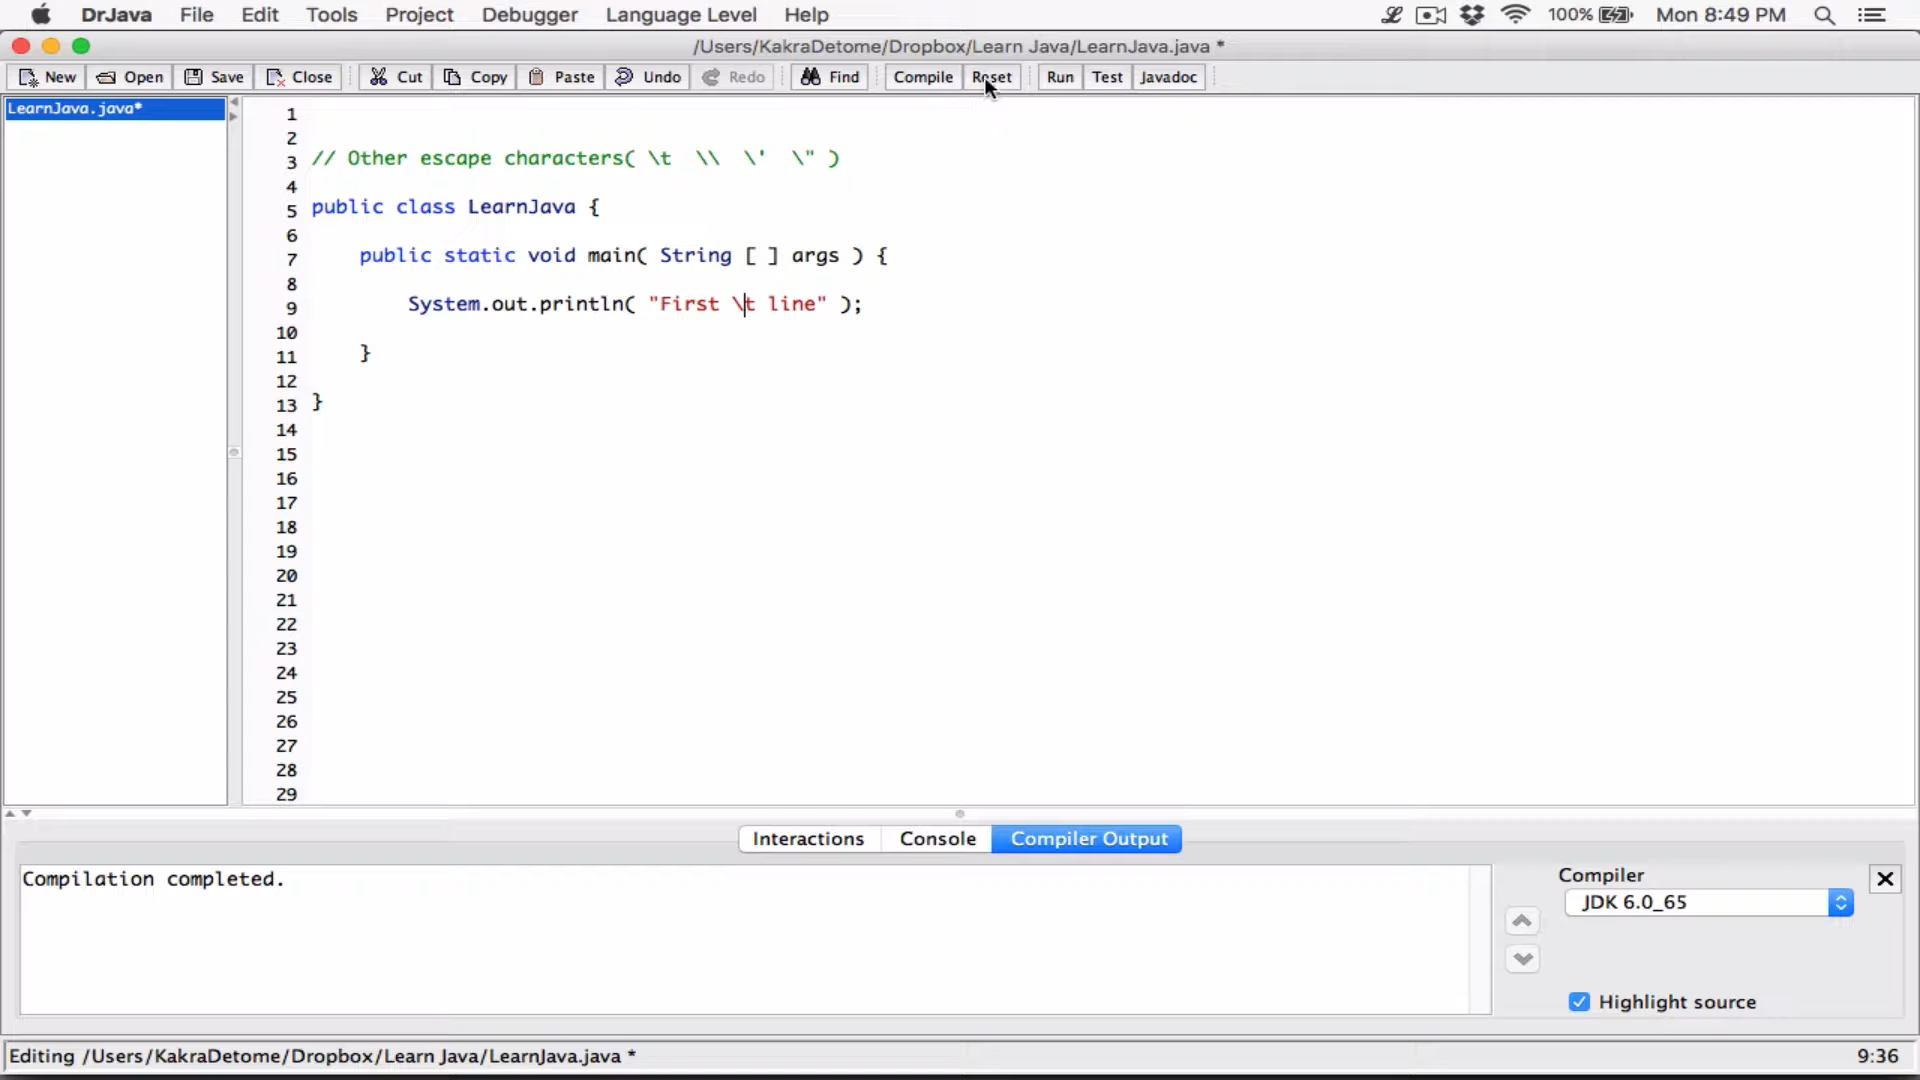 DrJava File Edit Tools Project Debugger Language Level Help 100% Mon 8:49 PM
/Users/KakraDetome/Dropbox/Learn Java/LearnJava.java *
New Open Save Close Cut Copy Paste Undo Redo Find Compile Reset Run Test Javadoc
LearnJava.java*
1
2
3 // Other escape characters( \t \\ \' \" )
4
5 public class LearnJava {
6
7 public static void main( String [ ] args ) {
8
9 System.out.println( "First \t line" );
10
11 }
12
13 }
14
15
16
17
18
19
20
21
22
23
24
25
26
27
28
29
Interactions Console Compiler Output
Compilation completed.
Compiler
JDK 6.0_65
Highlight source
Editing /Users/KakraDetome/Dropbox/Learn Java/LearnJava.java * 9:36